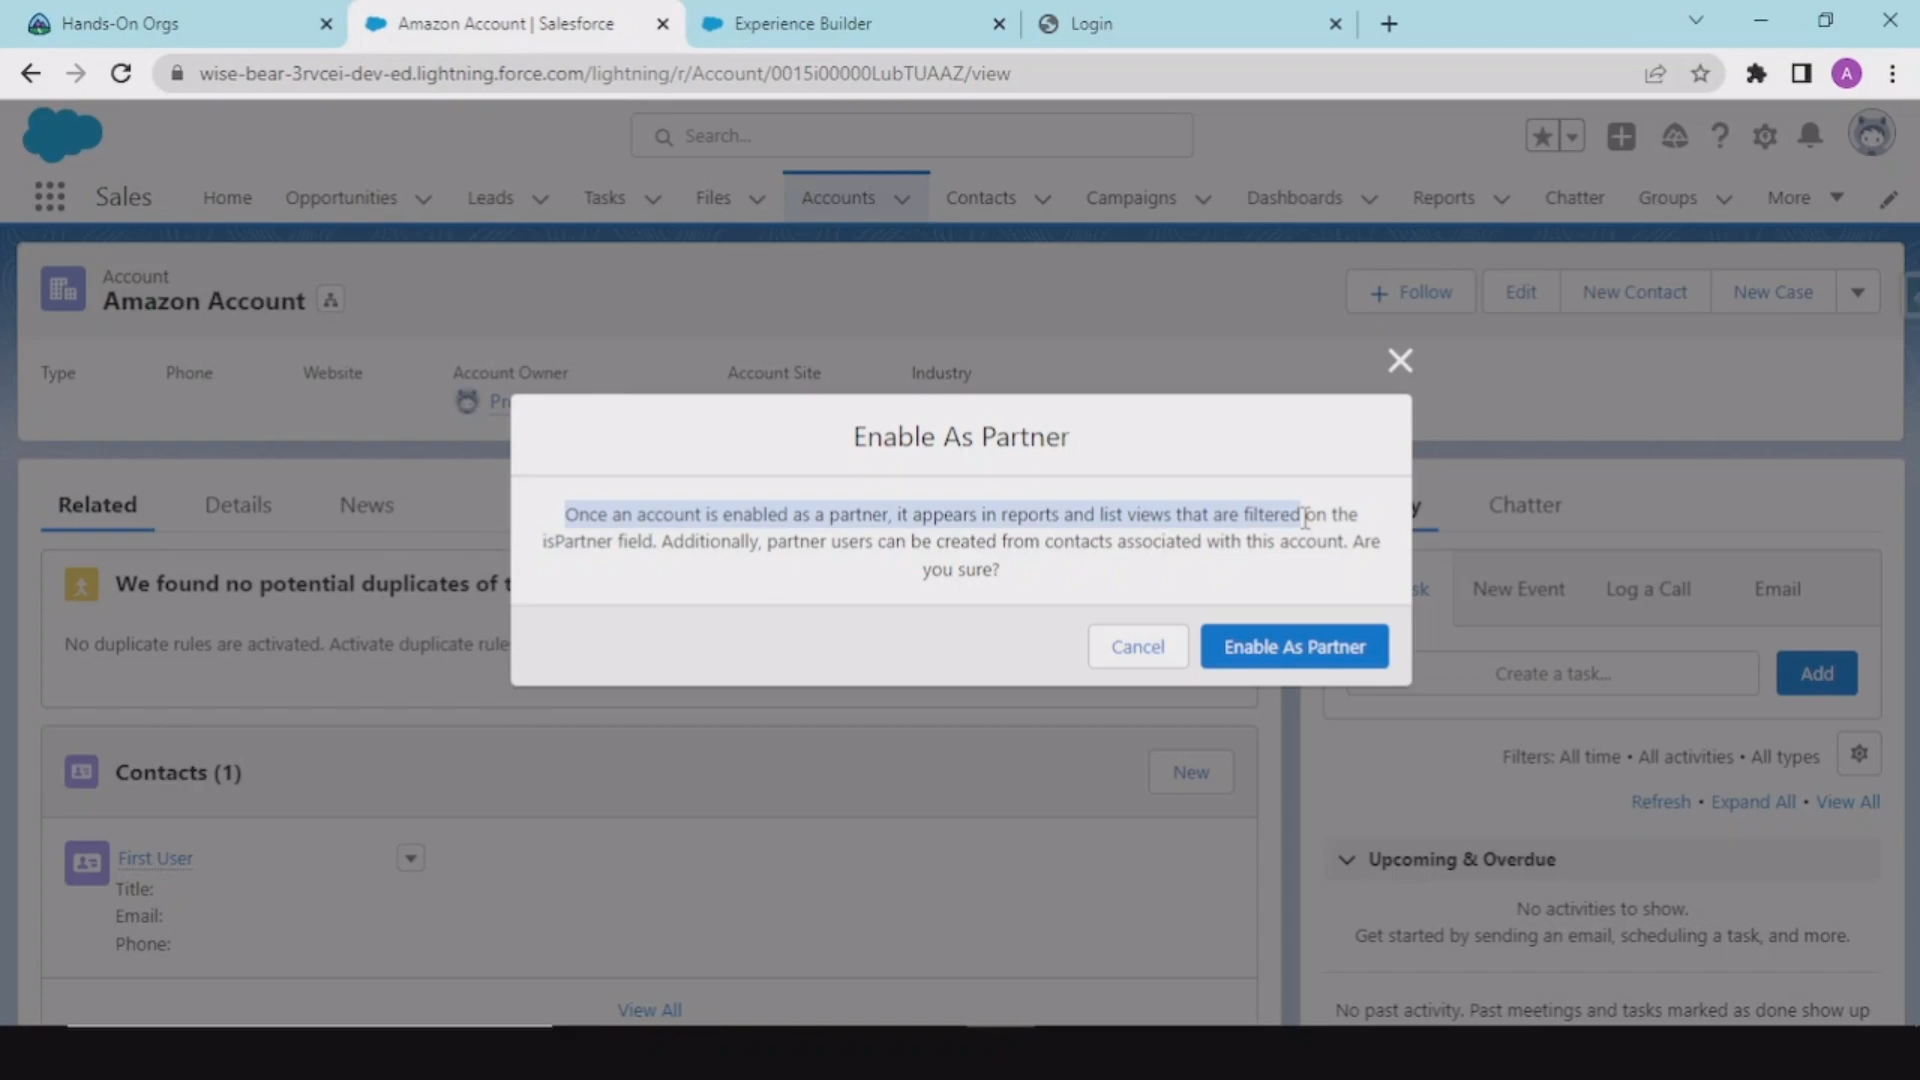 Hands-On Orgs
Amazon Account | Salesforce
Experience Builder
Login
wise-bear-3rvcei-dev-ed.lightning.force.com/lightning/r/Account/0015i00000LubTUAAZ/view
A
Search...
Sales
Home
Opportunities
Leads
Tasks
Files
Accounts
Contacts
Campaigns
Dashboards
Reports
Chatter
Groups
More
Account
Amazon Account
Follow
Edit
New Contact
New Case
Type
Phone
Website
Account Owner
Account Site
Industry
Pr
Enable As Partner
Once an account is enabled as a partner, it appears in reports and list views that are filtered on the
isPartner field. Additionally, partner users can be created from contacts associated with this account. Are
you sure?
Cancel
Enable As Partner
Related
Details
News
y
Chatter
We found no potential duplicates of t
No duplicate rules are activated. Activate duplicate rule
sk
New Event
Log a Call
Email
Create a task...
Add
Contacts (1)
New
First User
Title:
Email:
Phone:
View All
Filters: All time • All activities • All types
Refresh • Expand All • View All
Upcoming & Overdue
No activities to show.
Get started by sending an email, scheduling a task, and more.
No past activity. Past meetings and tasks marked as done show up